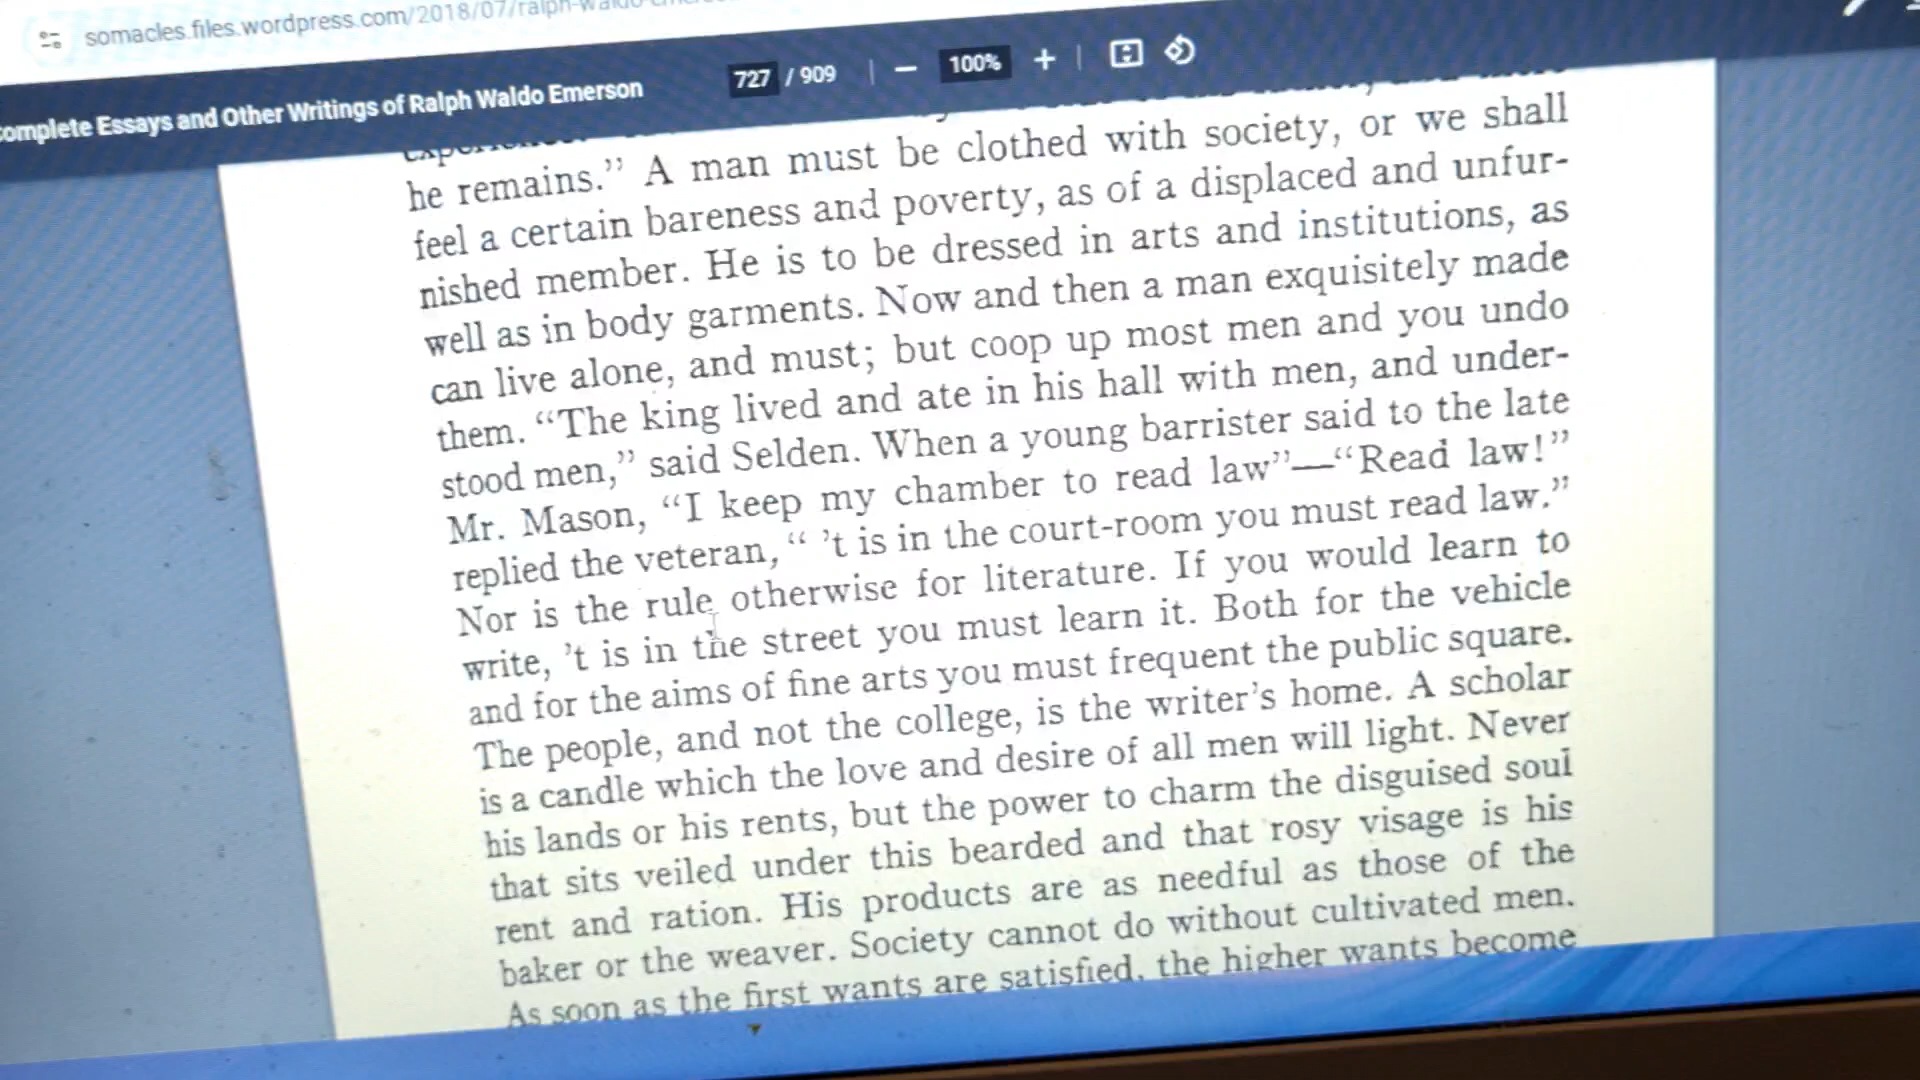 somacles.files.wordpress.com/2018/07/ralph-waldo-emers
omplete Essays and Other Writings of Ralph Waldo Emerson
727 / 909
100%
he remains.” A man must be clothed with society, or we shall
feel a certain bareness and poverty, as of a displaced and unfur-
nished member. He is to be dressed in arts and institutions, as
well as in body garments. Now and then a man exquisitely made
can live alone, and must; but coop up most men and you undo
them. “The king lived and ate in his hall with men, and under-
stood men,” said Selden. When a young barrister said to the late
Mr. Mason, “I keep my chamber to read law”—“Read law!”
replied the veteran, “ ’t is in the court-room you must read law.”
Nor is the rule otherwise for literature. If you would learn to
write, ’t is in the street you must learn it. Both for the vehicle
and for the aims of fine arts you must frequent the public square.
The people, and not the college, is the writer’s home. A scholar
is a candle which the love and desire of all men will light. Never
his lands or his rents, but the power to charm the disguised soul
that sits veiled under this bearded and that rosy visage is his
rent and ration. His products are as needful as those of the
baker or the weaver. Society cannot do without cultivated men.
As soon as the first wants are satisfied, the higher wants become